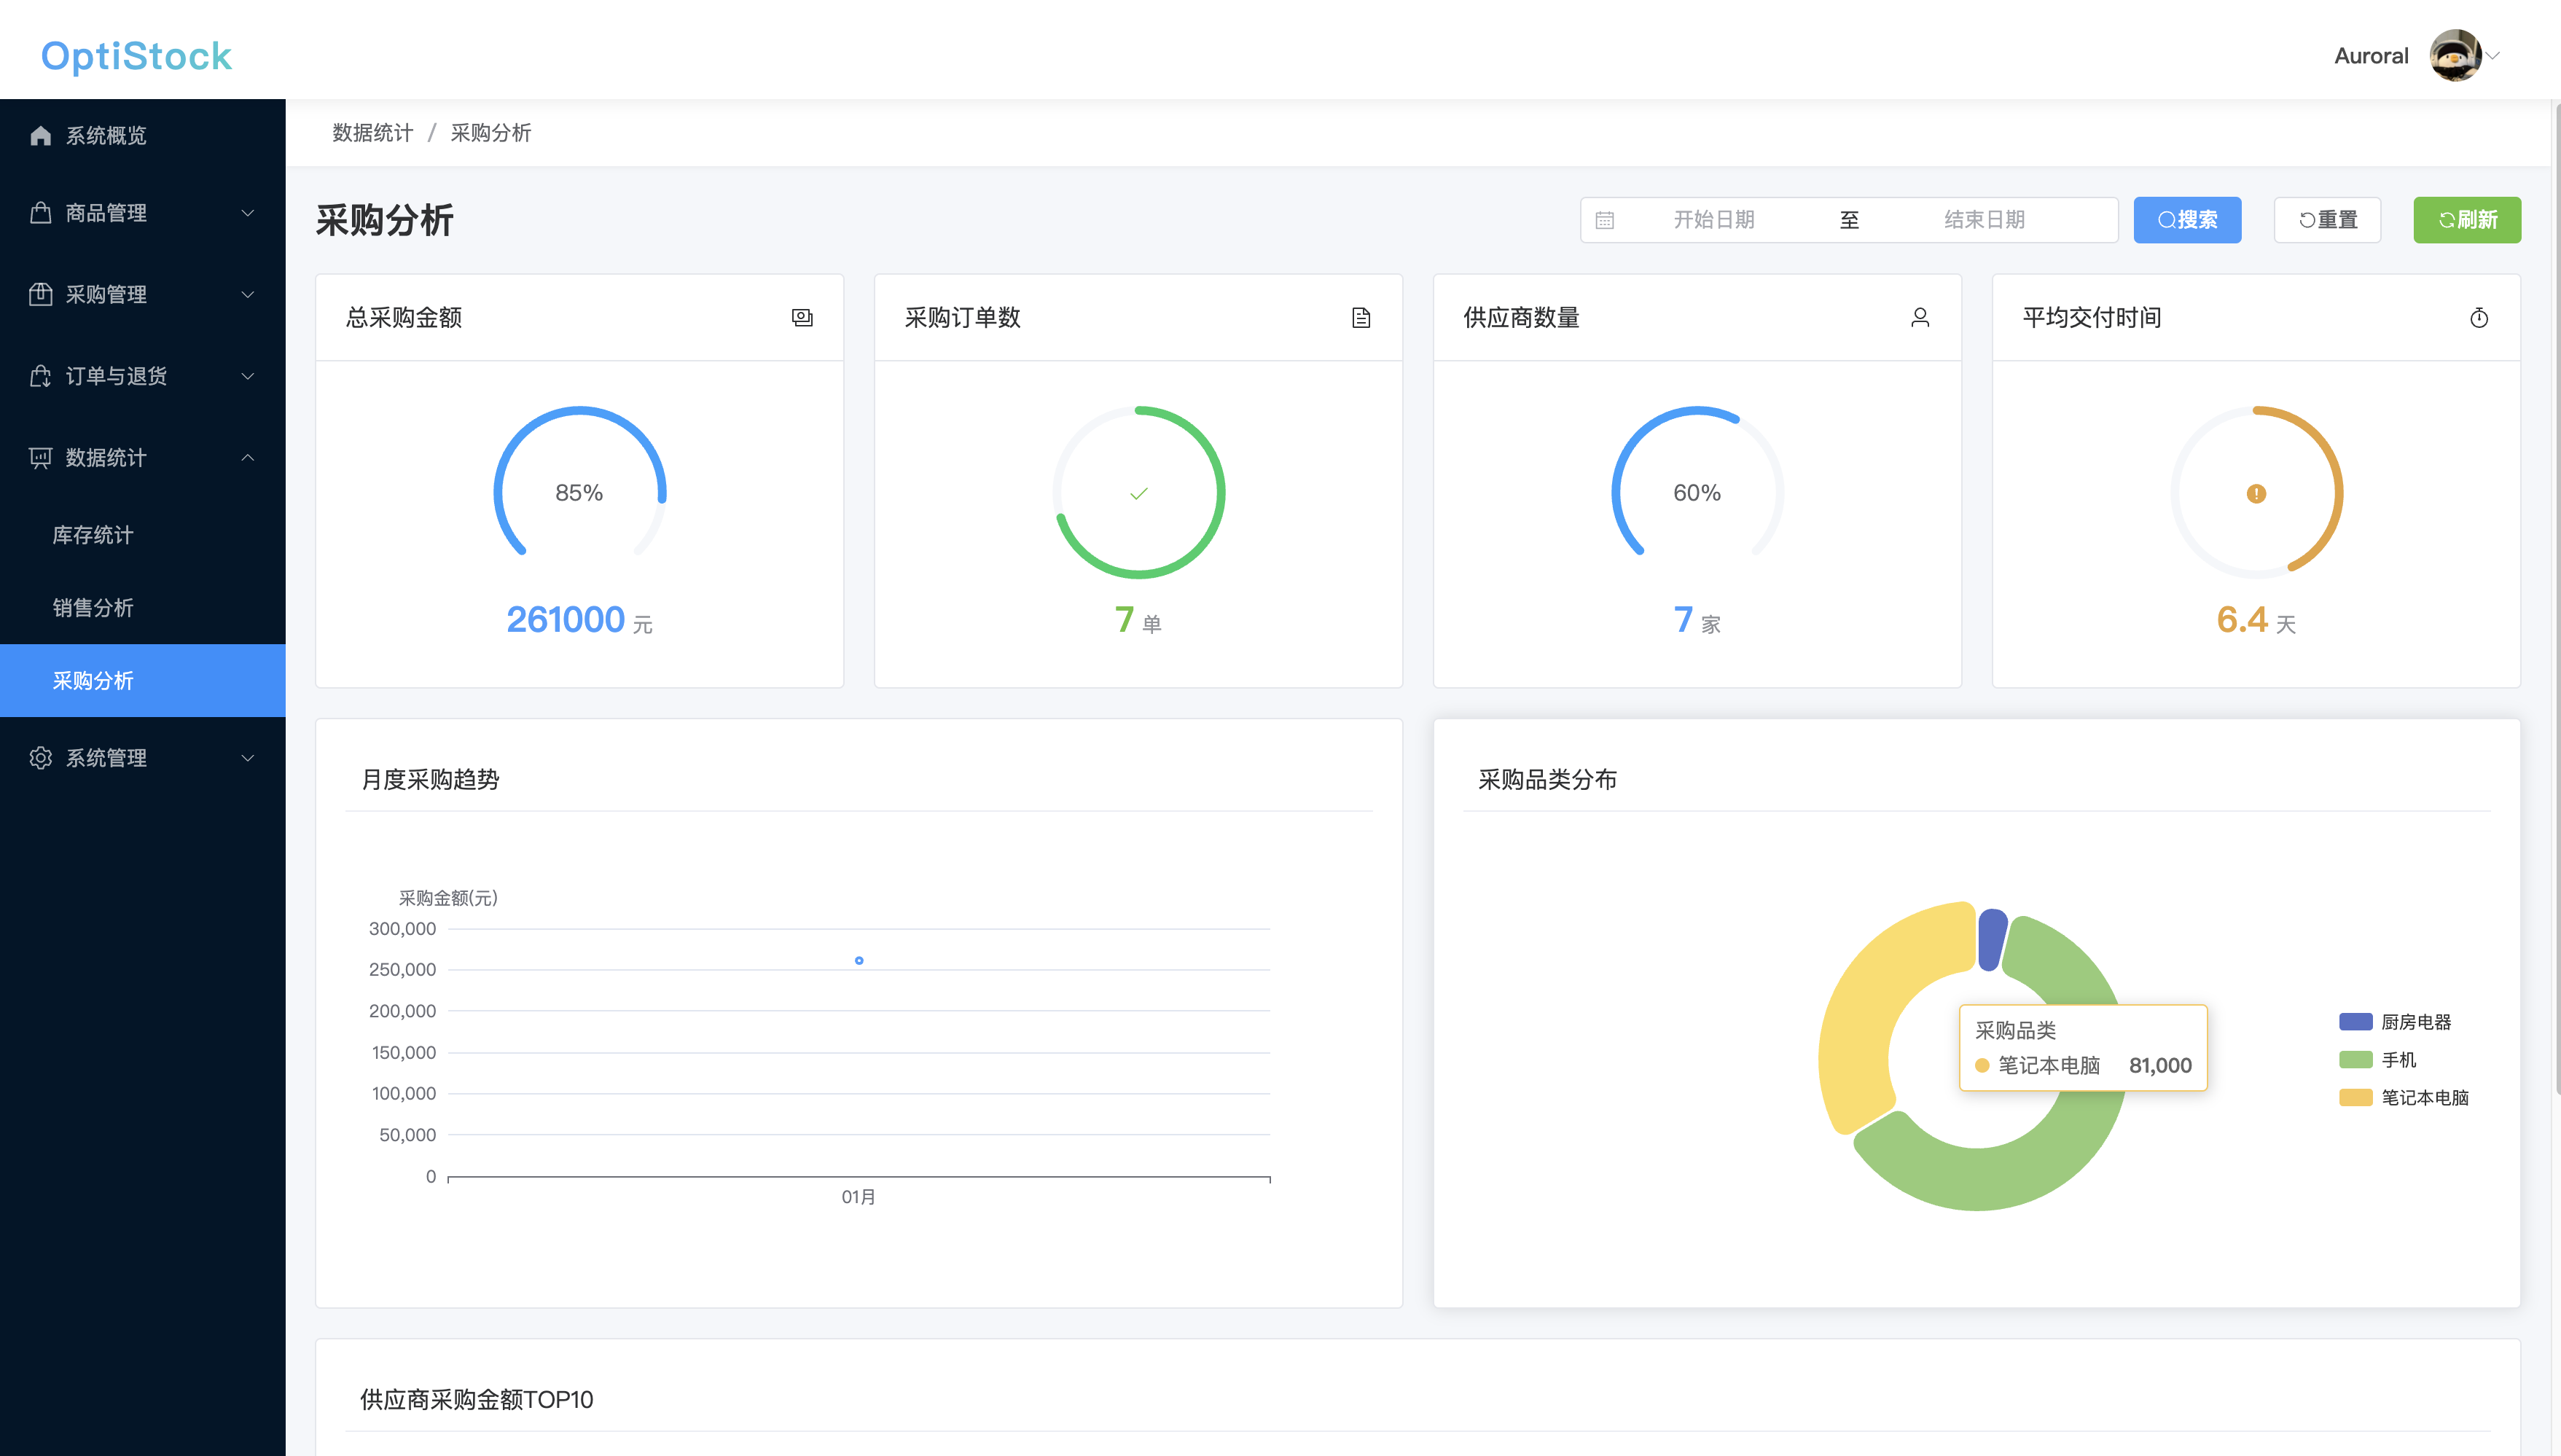 OptiStock
Auroral
系统概览
商品管理
采购管理
订单与退货
数据统计
库存统计
销售分析
采购分析
系统管理
数据统计 / 采购分析
采购分析
开始日期 至 结束日期 搜索 重置 刷新
总采购金额
85%
261000 元
采购订单数
7 单
供应商数量
60%
7 家
平均交付时间
6.4 天
月度采购趋势
采购金额(元)
300,000
250,000
200,000
150,000
100,000
50,000
0
01月
采购品类分布
采购品类
笔记本电脑 81,000
厨房电器
手机
笔记本电脑
供应商采购金额TOP10